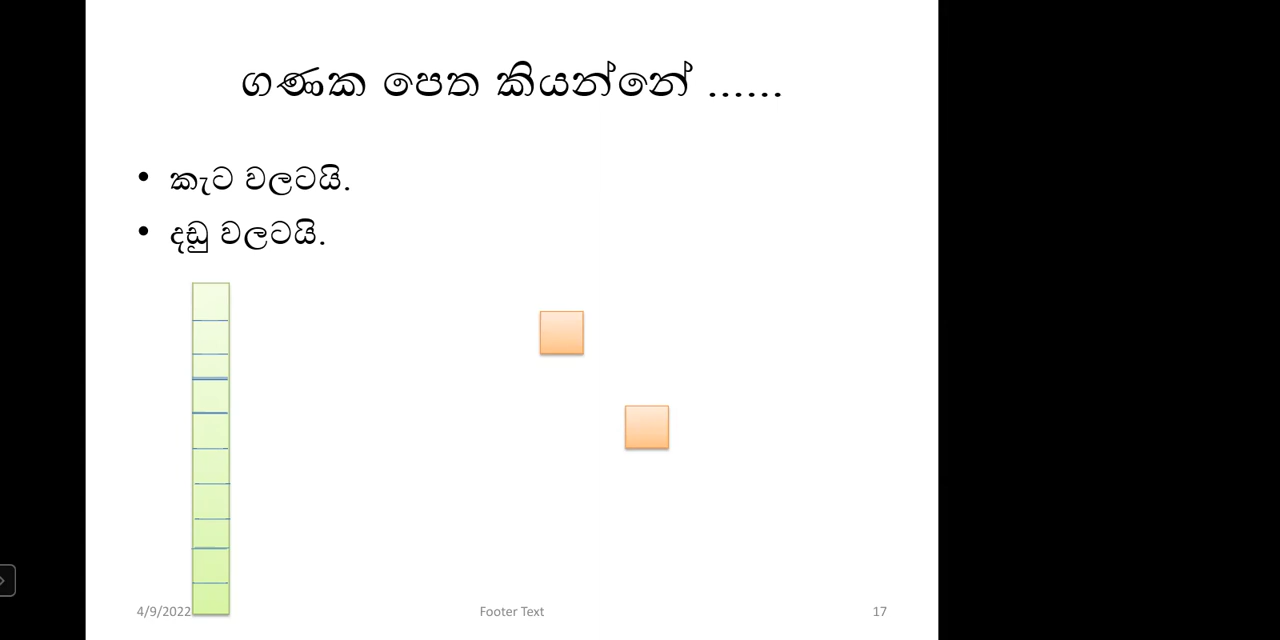 ගණක පෙත කියන්නේ ......
• කැට වලටයි.
• දඬු වලටයි.
4/9/2022
Footer Text
17